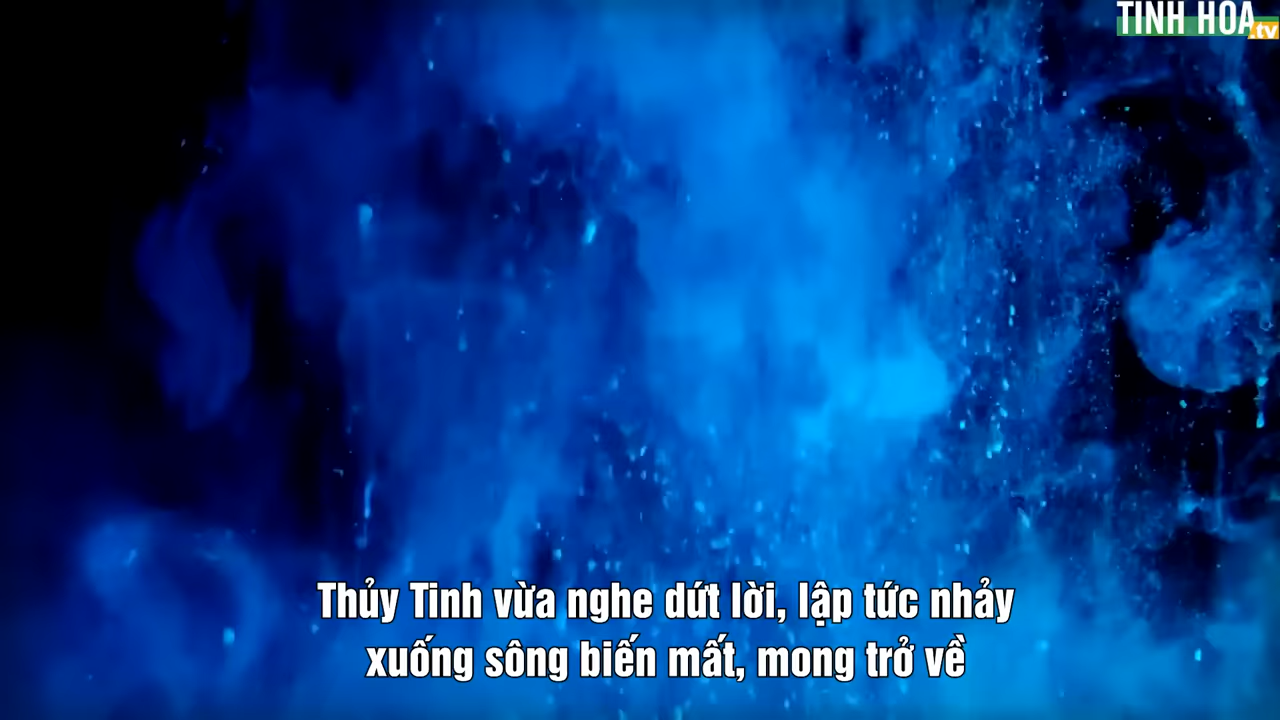 TINH HOA
.tv
Thủy Tinh vừa nghe dứt lời, lập tức nhảy
xuống sông biến mất, mong trở về